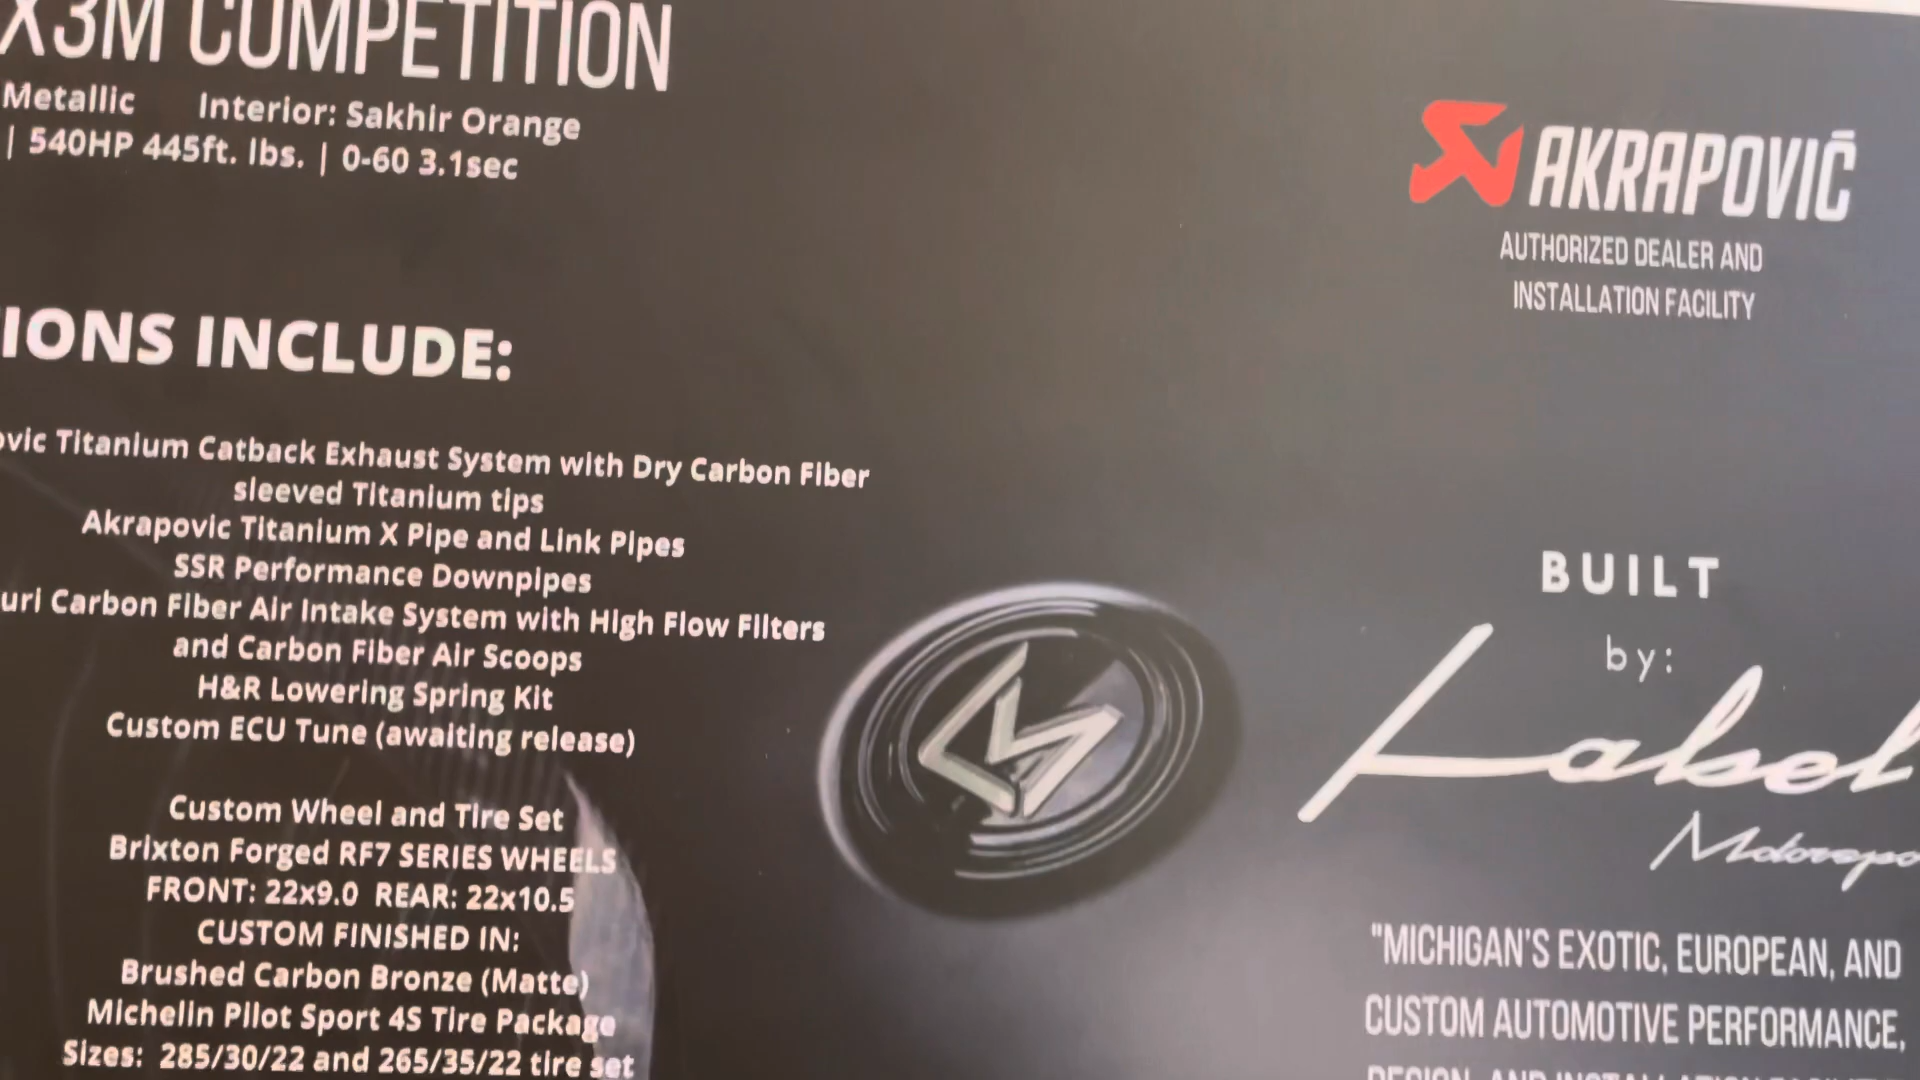 X3M COMPETITION
Metallic Interior: Sakhir Orange
| 540HP 445ft. lbs. | 0-60 3.1sec
IONS INCLUDE:
ovic Titanium Catback Exhaust System with Dry Carbon Fiber
sleeved Titanium tips
Akrapovic Titanium X Pipe and Link Pipes
SSR Performance Downpipes
uri Carbon Fiber Air Intake System with High Flow Filters
and Carbon Fiber Air Scoops
H&R Lowering Spring Kit
Custom ECU Tune (awaiting release)
Custom Wheel and Tire Set
Brixton Forged RF7 SERIES WHEELS
FRONT: 22x9.0 REAR: 22x10.5
CUSTOM FINISHED IN:
Brushed Carbon Bronze (Matte)
Michelin Pilot Sport 4S Tire Package
Sizes: 285/30/22 and 265/35/22 tire set
AKRAPOVIČ
AUTHORIZED DEALER AND
INSTALLATION FACILITY
BUILT
by:
Label
"MICHIGAN'S EXOTIC, EUROPEAN, AND
CUSTOM AUTOMOTIVE PERFORMANCE,